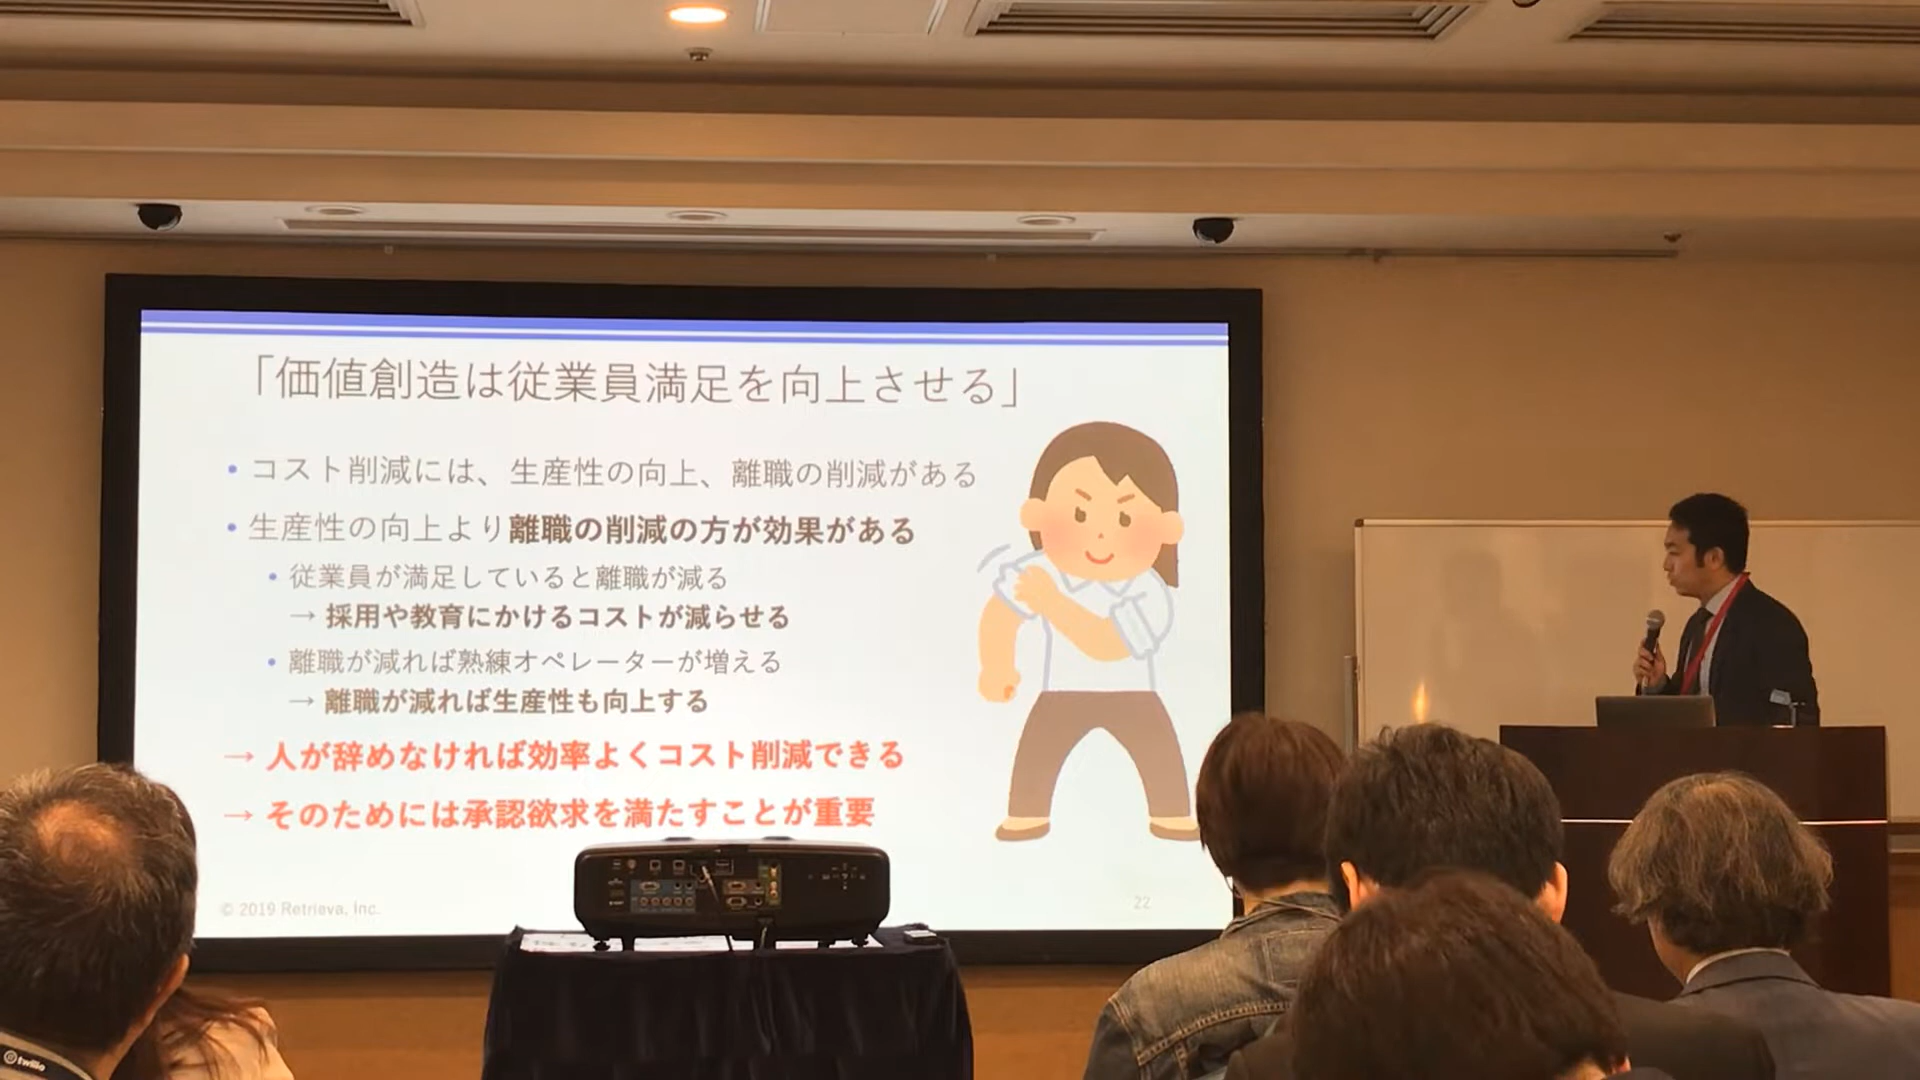 「価値創造は従業員満足を向上させる」
• コスト削減には、生産性の向上、離職の削減がある
• 生産性の向上より離職の削減の方が効果がある
• 従業員が満足していると離職が減る
→ 採用や教育にかけるコストが減らせる
• 離職が減れば熟練オペレーターが増える
→ 離職が減れば生産性も向上する
→ 人が辞めなければ効率よくコスト削減できる
→ そのためには承認欲求を満たすことが重要
© 2019 Retrieva, Inc.
22
twilio